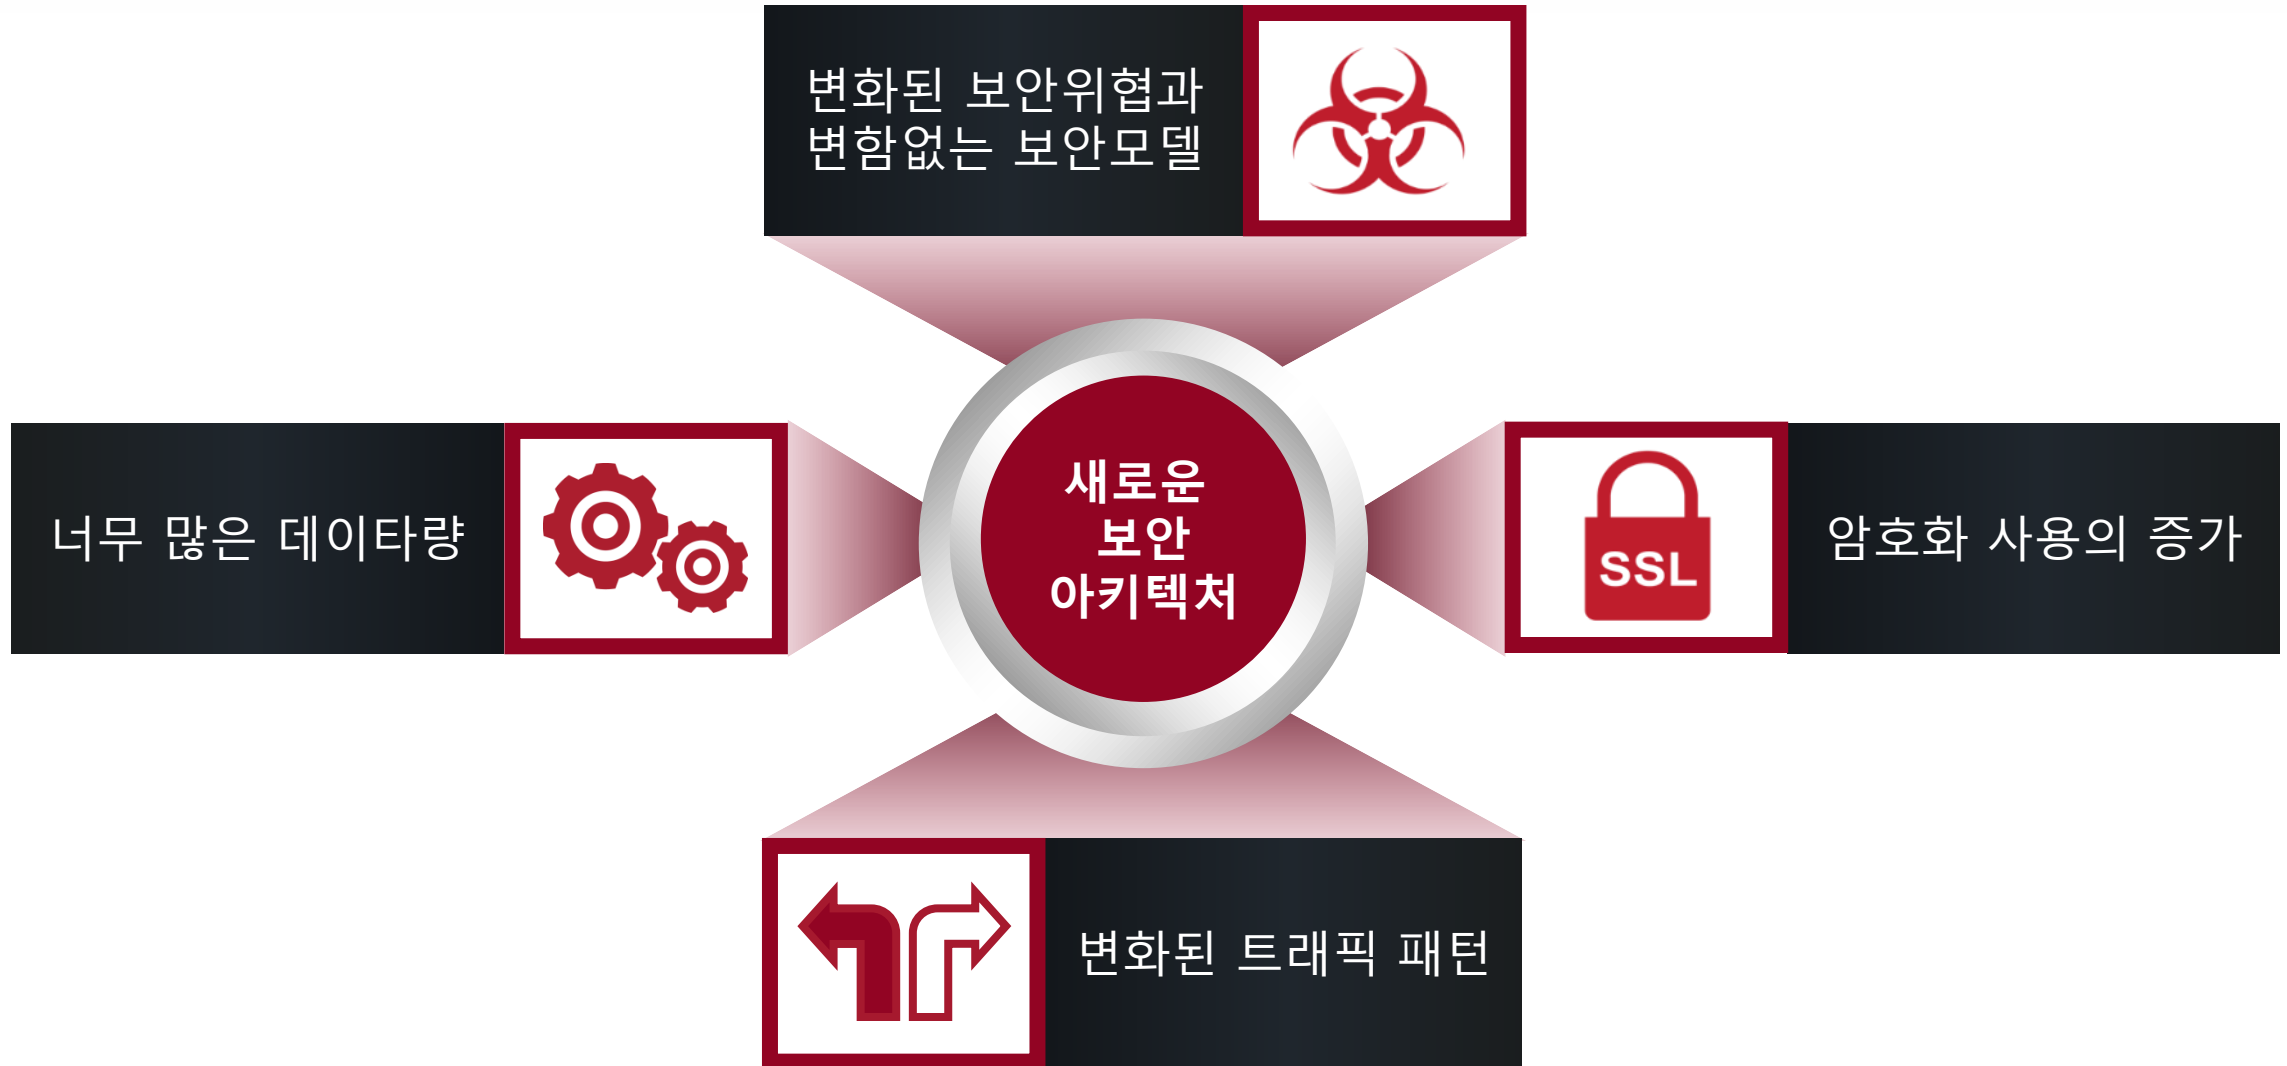 변화된 보안위협과
변함없는 보안모델
너무 많은 데이타량
새로운
보안
아키텍처
SSL
암호화 사용의 증가
변화된 트래픽 패턴